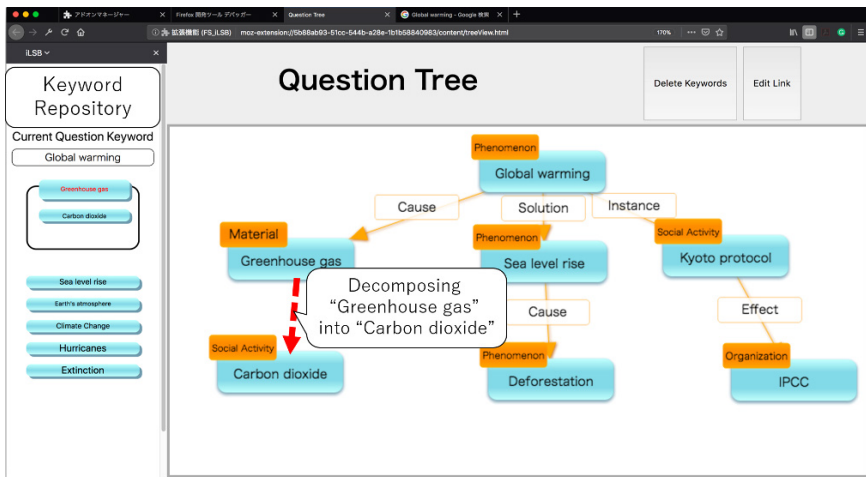 アドオンマネージャー
Firefox 開発ツール デバッガー
Question Tree
Global warming - Google 検索
拡張機能 (FS_iLSB)
moz-extension://5b88ab93-51cc-544b-a28e-1b1b58840983/content/treeView.html
170%
iLSB
Keyword
Repository
Question Tree
Delete Keywords
Edit Link
Current Question Keyword
Global warming
Greenhouse gas
Carbon dioxide
Sea level rise
Earth's atmosphere
Climate Change
Hurricanes
Extinction
Phenomenon
Global warming
Cause
Solution
Instance
Material
Greenhouse gas
Phenomenon
Sea level rise
Social Activity
Kyoto protocol
Decomposing
“Greenhouse gas”
into “Carbon dioxide”
Cause
Effect
Social Activity
Carbon dioxide
Phenomenon
Deforestation
Organization
IPCC